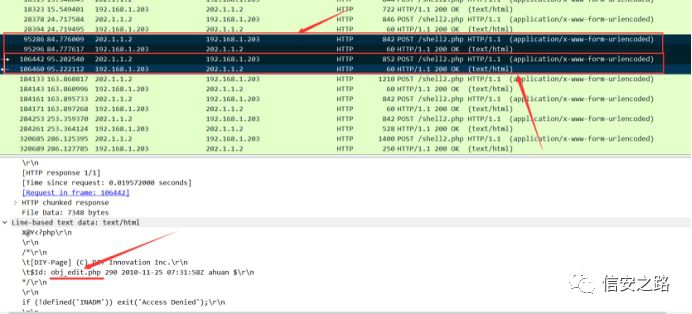 18323 15.549401 202.1.1.2 192.168.1.203 HTTP 722 HTTP/1.1 200 OK (text/html)
28378 24.717584 202.1.1.2 192.168.1.203 HTTP 846 POST /shell2.php HTTP/1.1 (application/x-www-form-urlencoded)
28394 24.719495 202.1.1.2 192.168.1.203 HTTP 60 HTTP/1.1 200 OK (text/html)
95286 84.776009 202.1.1.2 192.168.1.203 HTTP 842 POST /shell2.php HTTP/1.1 (application/x-www-form-urlencoded)
95296 84.777617 192.168.1.203 202.1.1.2 HTTP 60 HTTP/1.1 200 OK (text/html)
106442 95.202540 202.1.1.2 192.168.1.203 HTTP 852 POST /shell2.php HTTP/1.1 (application/x-www-form-urlencoded)
106460 95.222112 192.168.1.203 202.1.1.2 HTTP 60 HTTP/1.1 200 OK (text/html)
184133 163.860817 202.1.1.2 192.168.1.203 HTTP 1210 POST /shell2.php HTTP/1.1 (application/x-www-form-urlencoded)
184143 163.860996 192.168.1.203 202.1.1.2 HTTP 60 HTTP/1.1 200 OK (text/html)
184161 163.895733 202.1.1.2 192.168.1.203 HTTP 842 POST /shell2.php HTTP/1.1 (application/x-www-form-urlencoded)
184171 163.897268 192.168.1.203 202.1.1.2 HTTP 60 HTTP/1.1 200 OK (text/html)
284253 253.359370 202.1.1.2 192.168.1.203 HTTP 842 POST /shell2.php HTTP/1.1 (application/x-www-form-urlencoded)
284261 253.364124 192.168.1.203 202.1.1.2 HTTP 528 HTTP/1.1 200 OK (text/html)
320685 286.125395 202.1.1.2 192.168.1.203 HTTP 1400 POST /shell2.php HTTP/1.1 (application/x-www-form-urlencoded)
320689 286.127785 192.168.1.203 202.1.1.2 HTTP 250 HTTP/1.1 200 OK (text/html)
\r\n
[HTTP response 1/1]
[Time since request: 0.019572000 seconds]
[Request in frame: 106442]
HTTP chunked response
File Data: 7348 bytes
Line-based text data: text/html
X@Y<?php\r\n
\r\n
/*\r\n
\t[DIY-Page] (C) DIY Innovation Inc.\r\n
\t$Id: obj_edit.php 290 2010-11-25 07:31:58Z ahuan $\r\n
*/\r\n
\r\n
if (!defined('INADM')) exit('Access Denied');\r\n
信安之路